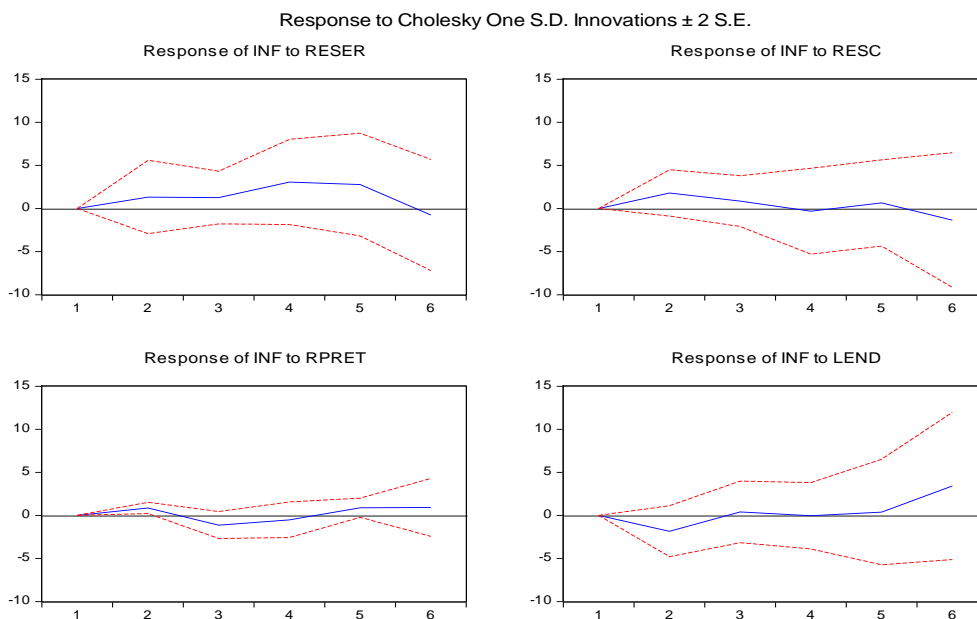 Response to Cholesky One S.D. Innovations ± 2 S.E.
Response of INF to RESER
15
10
5
0
-5
-10
1 2 3 4 5 6
Response of INF to RESC
15
10
5
0
-5
-10
1 2 3 4 5 6
Response of INF to RPRET
15
10
5
0
-5
-10
1 2 3 4 5 6
Response of INF to LEND
15
10
5
0
-5
-10
1 2 3 4 5 6